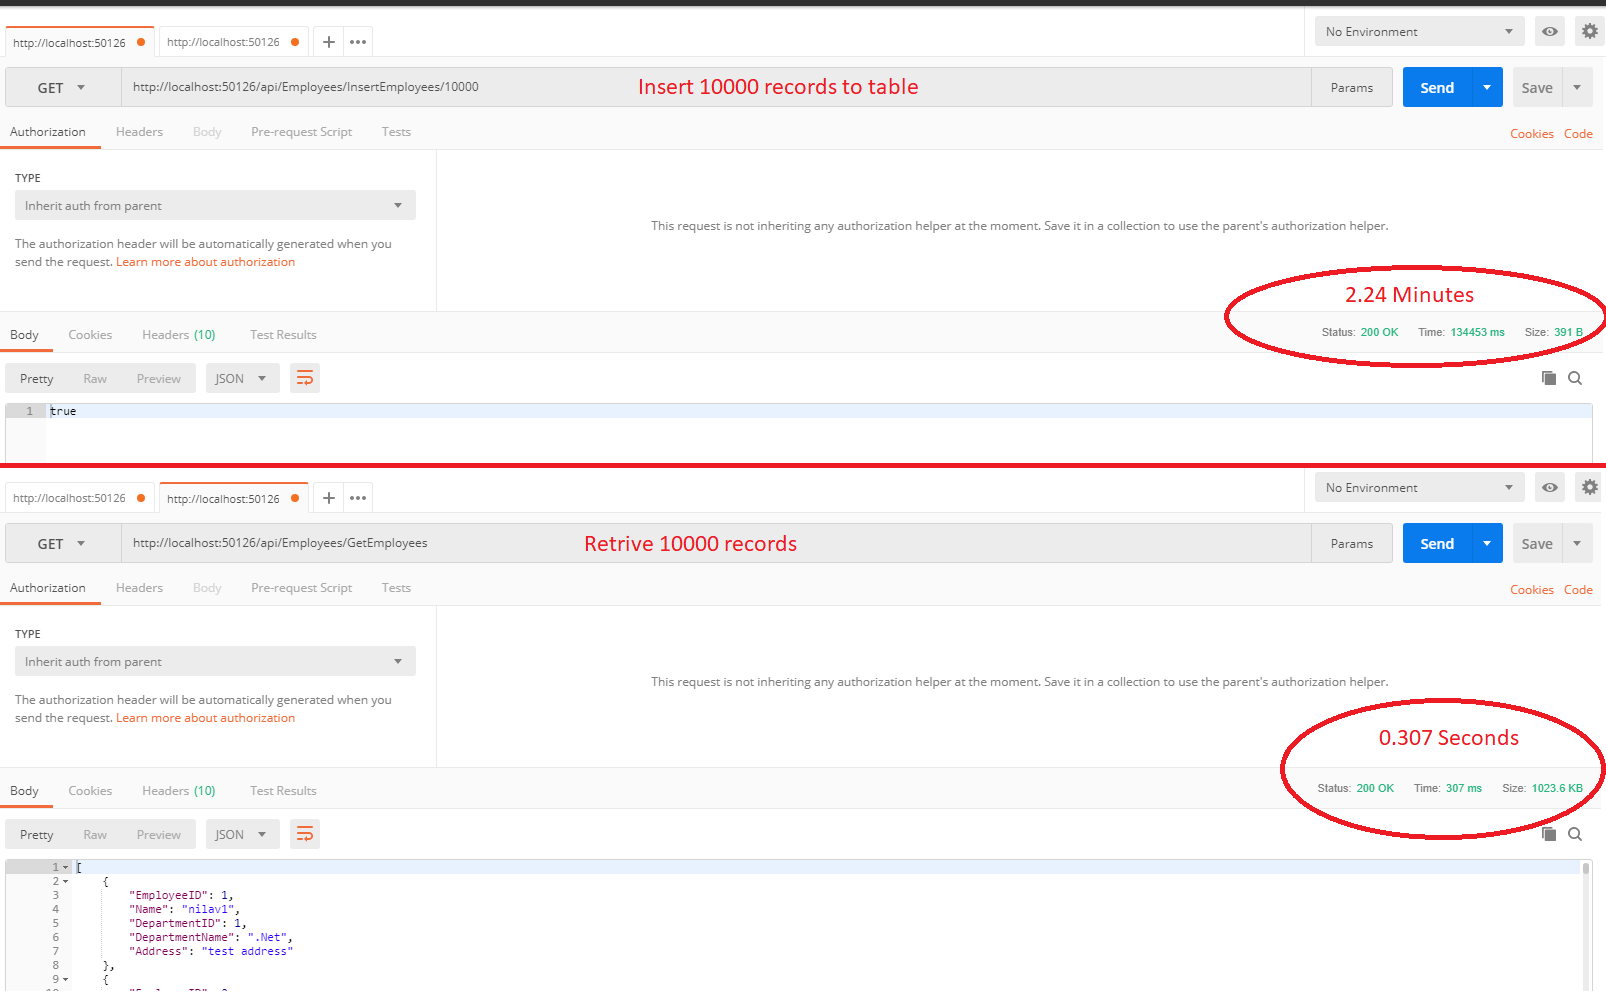 http://localhost:50126 http://localhost:50126 + ••• No Environment
GET http://localhost:50126/api/Employees/InsertEmployees/10000 Insert 10000 records to table Params Send Save
Authorization Headers Body Pre-request Script Tests Cookies Code
TYPE
Inherit auth from parent
This request is not inheriting any authorization helper at the moment. Save it in a collection to use the parent's authorization helper.
The authorization header will be automatically generated when you
send the request. Learn more about authorization
2.24 Minutes
Body Cookies Headers (10) Test Results Status: 200 OK Time: 134453 ms Size: 391 B
Pretty Raw Preview JSON
1 true
http://localhost:50126 http://localhost:50126 + ••• No Environment
GET http://localhost:50126/api/Employees/GetEmployees Retrive 10000 records Params Send Save
Authorization Headers Body Pre-request Script Tests Cookies Code
TYPE
Inherit auth from parent
This request is not inheriting any authorization helper at the moment. Save it in a collection to use the parent's authorization helper.
The authorization header will be automatically generated when you
send the request. Learn more about authorization
0.307 Seconds
Body Cookies Headers (10) Test Results Status: 200 OK Time: 307 ms Size: 1023.6 KB
Pretty Raw Preview JSON
1 [
2 {
3 "EmployeeID": 1,
4 "Name": "nilav1",
5 "DepartmentID": 1,
6 "DepartmentName": ".Net",
7 "Address": "test address"
8 },
9 {